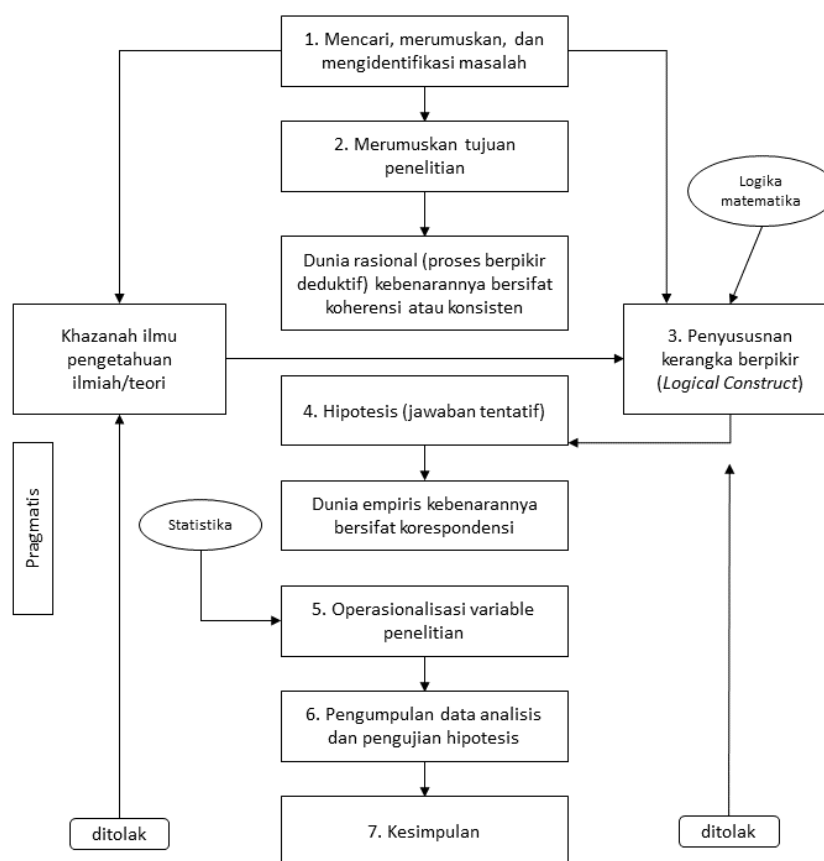 1. Mencari, merumuskan, dan
mengidentifikasi masalah
2. Merumuskan tujuan
penelitian
Logika
matematika
Dunia rasional (proses berpikir
deduktif) kebenarannya bersifat
koherensi atau konsisten
Khazanah ilmu
pengetahuan
ilmiah/teori
3. Penyususnan
kerangka berpikir
(Logical Construct)
4. Hipotesis (jawaban tentatif)
Pragmatis
Dunia empiris kebenarannya
bersifat korespondensi
Statistika
5. Operasionalisasi variable
penelitian
6. Pengumpulan data analisis
dan pengujian hipotesis
ditolak
7. Kesimpulan
ditolak